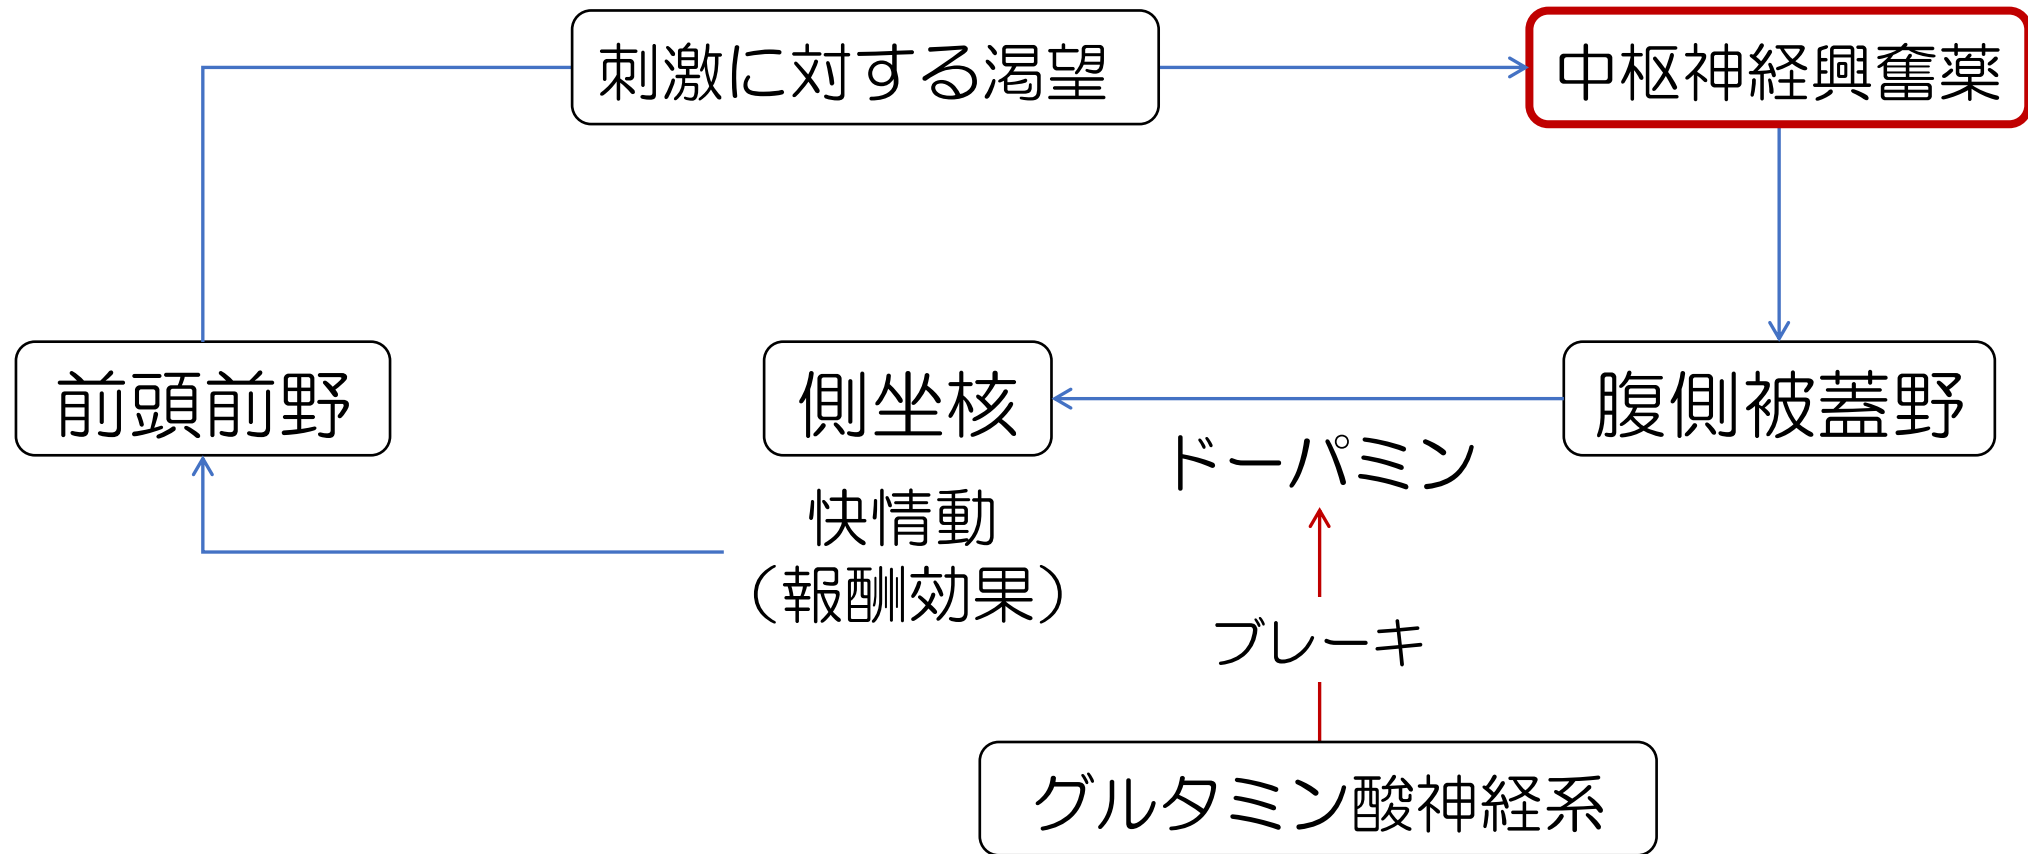 刺激に対する渇望
中枢神経興奮薬
前頭前野
側坐核
腹側被蓋野
ドーパミン
快情動
（報酬効果）
ブレーキ
グルタミン酸神経系